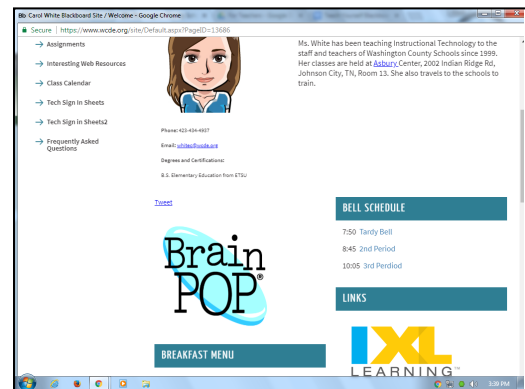 Bb Carol White Blackboard Site / Welcome - Google Chrome
Secure | https://www.wcde.org/site/Default.aspx?PageID=13686
→ Assignments
→ Interesting Web Resources
→ Class Calendar
→ Tech Sign In Sheets
→ Tech Sign in Sheets2
→ Frequently Asked
Questions
Ms. White has been teaching Instructional Technology to the
staff and teachers of Washington County Schools since 1999.
Her classes are held at Asbury Center, 2002 Indian Ridge Rd,
Johnson City, TN, Room 13. She also travels to the schools to
train.
Phone: 423-434-4937
Email: whitec@wcde.org
Degrees and Certifications:
B.S. Elementary Education from ETSU
Tweet
Brain
POP®
BREAKFAST MENU
BELL SCHEDULE
7:50 Tardy Bell
8:45 2nd Period
10:05 3rd Perdiod
LINKS
IXL
LEARNING™
3:59 PM